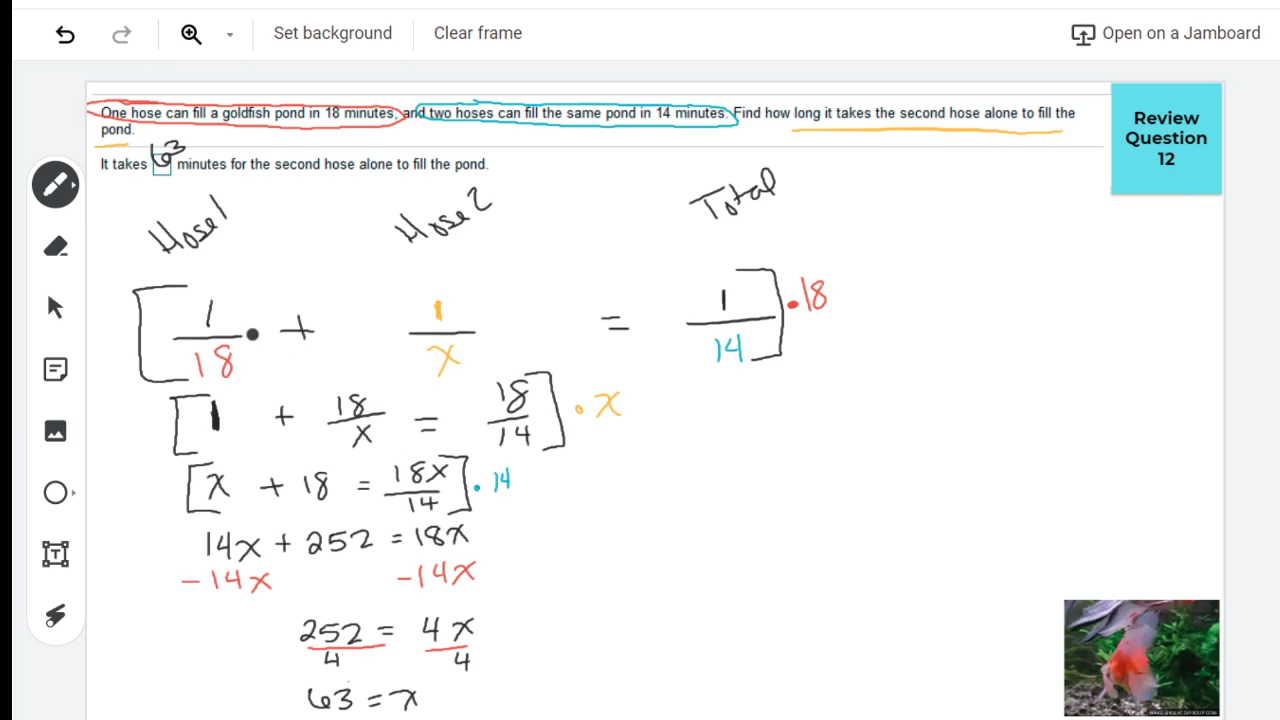 Set background
Clear frame
Open on a Jamboard
One hose can fill a goldfish pond in 18 minutes, and two hoses can fill the same pond in 14 minutes. Find how long it takes the second hose alone to fill the
pond.
It takes 63 minutes for the second hose alone to fill the pond.
Review
Question
12
Hose 1
Hose 2
Total
[1/18 • + 1/x = 1/14] • 18
[1 + 18/x = 18/14] • x
[x + 18 = 18x/14] • 14
14x + 252 = 18x
-14x -14x
252 = 4x
4 4
63 = x